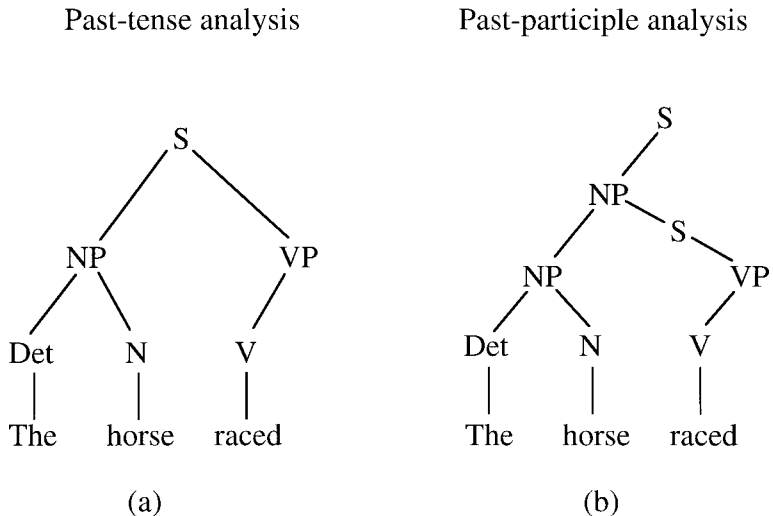 Past-tense analysis
Past-participle analysis
S
NP
VP
Det
N
V
The
horse
raced
(a)
S
NP
S
NP
VP
Det
N
V
The
horse
raced
(b)